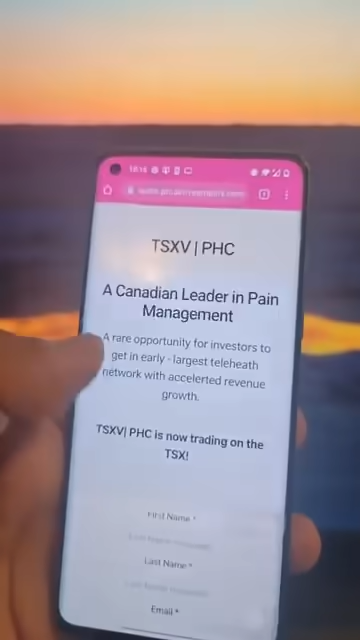 TSXV | PHC
A Canadian Leader in Pain
Management
A rare opportunity for investors to
get in early - largest teleheath
network with accelerted revenue
growth.
TSXV| PHC is now trading on the
TSX!
First Name *
Last Name *
Email *